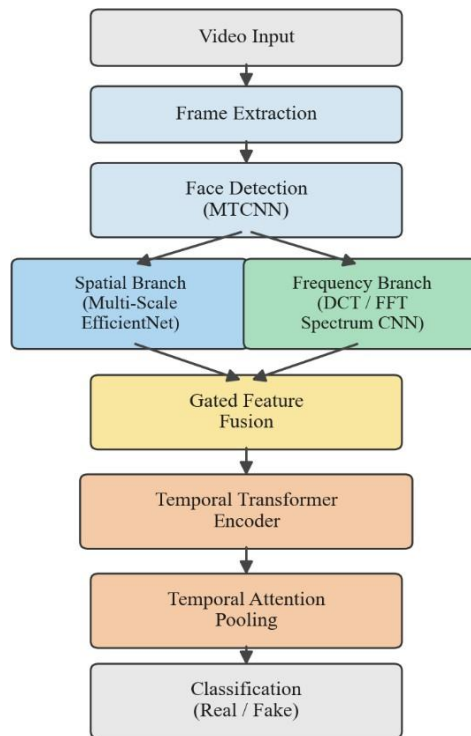 Video Input
Frame Extraction
Face Detection
(MTCNN)
Spatial Branch
(Multi-Scale
EfficientNet)
Frequency Branch
(DCT / FFT
Spectrum CNN)
Gated Feature
Fusion
Temporal Transformer
Encoder
Temporal Attention
Pooling
Classification
(Real / Fake)